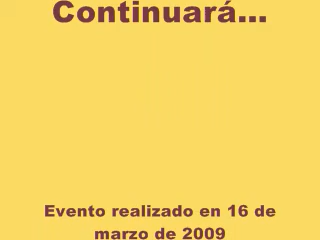 Continuará...
Evento realizado en 16 de
marzo de 2009